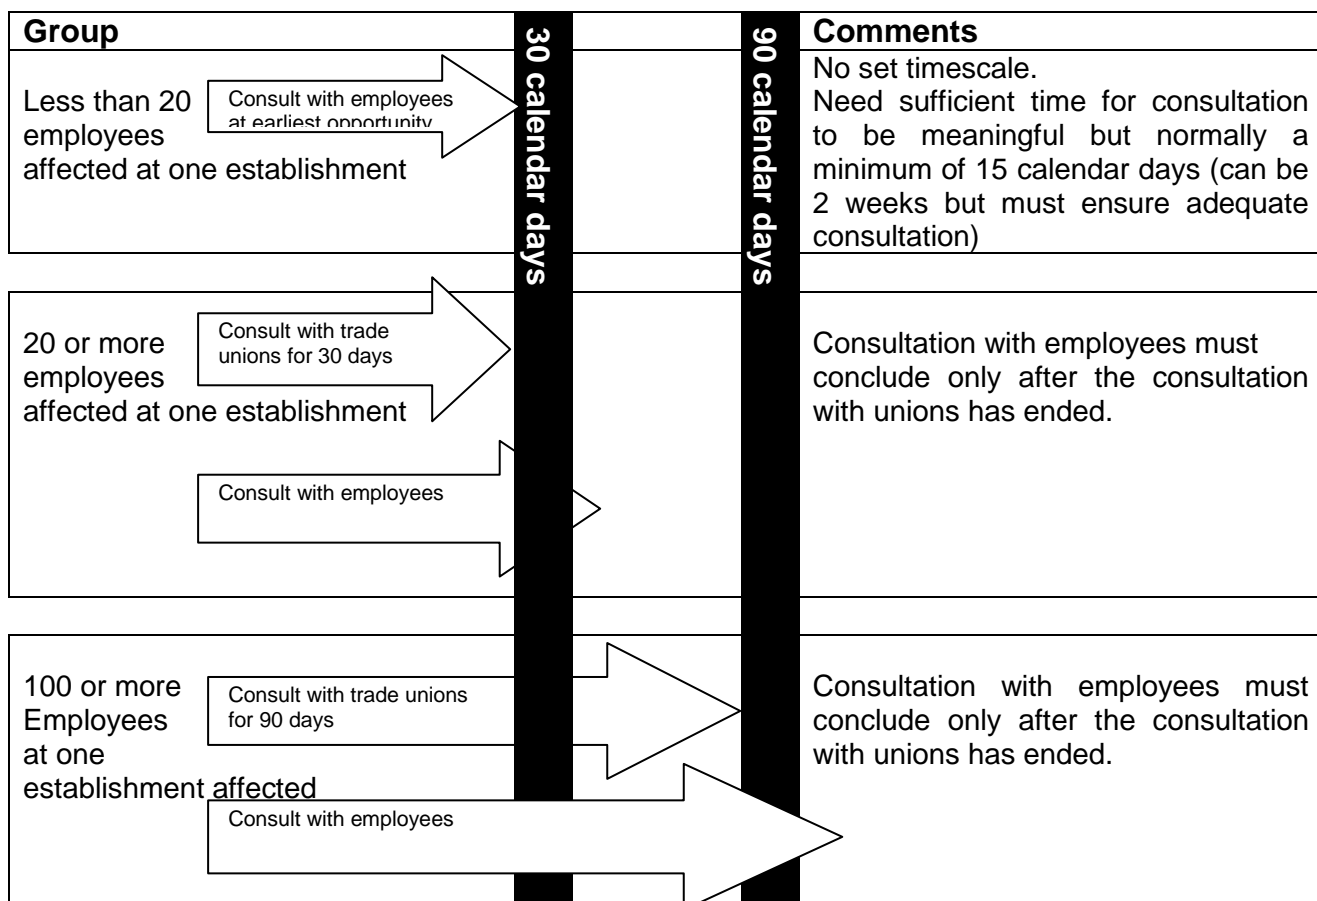 Group
30 calendar days
90 calendar days
Comments
Less than 20
employees
affected at one establishment
Consult with employees
at earliest opportunity
No set timescale.
Need sufficient time for consultation
to be meaningful but normally a
minimum of 15 calendar days (can be
2 weeks but must ensure adequate
consultation)
20 or more
employees
affected at one establishment
Consult with trade
unions for 30 days
Consult with employees
Consultation with employees must
conclude only after the consultation
with unions has ended.
100 or more
Employees
at one
establishment affected
Consult with trade unions
for 90 days
Consult with employees
Consultation with employees must
conclude only after the consultation
with unions has ended.